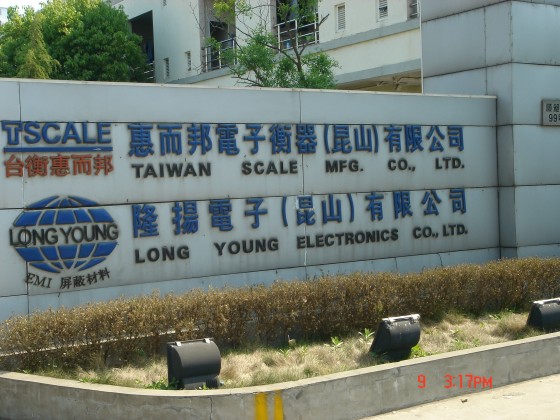 TSCALE
台衡惠而邦
惠而邦電子衡器(昆山)有限公司
TAIWAN SCALE MFG. CO., LTD.
LONG YOUNG
EMI 屏蔽材料
隆揚電子(昆山)有限公司
LONG YOUNG ELECTRONICS CO., LTD.
9 3:17PM